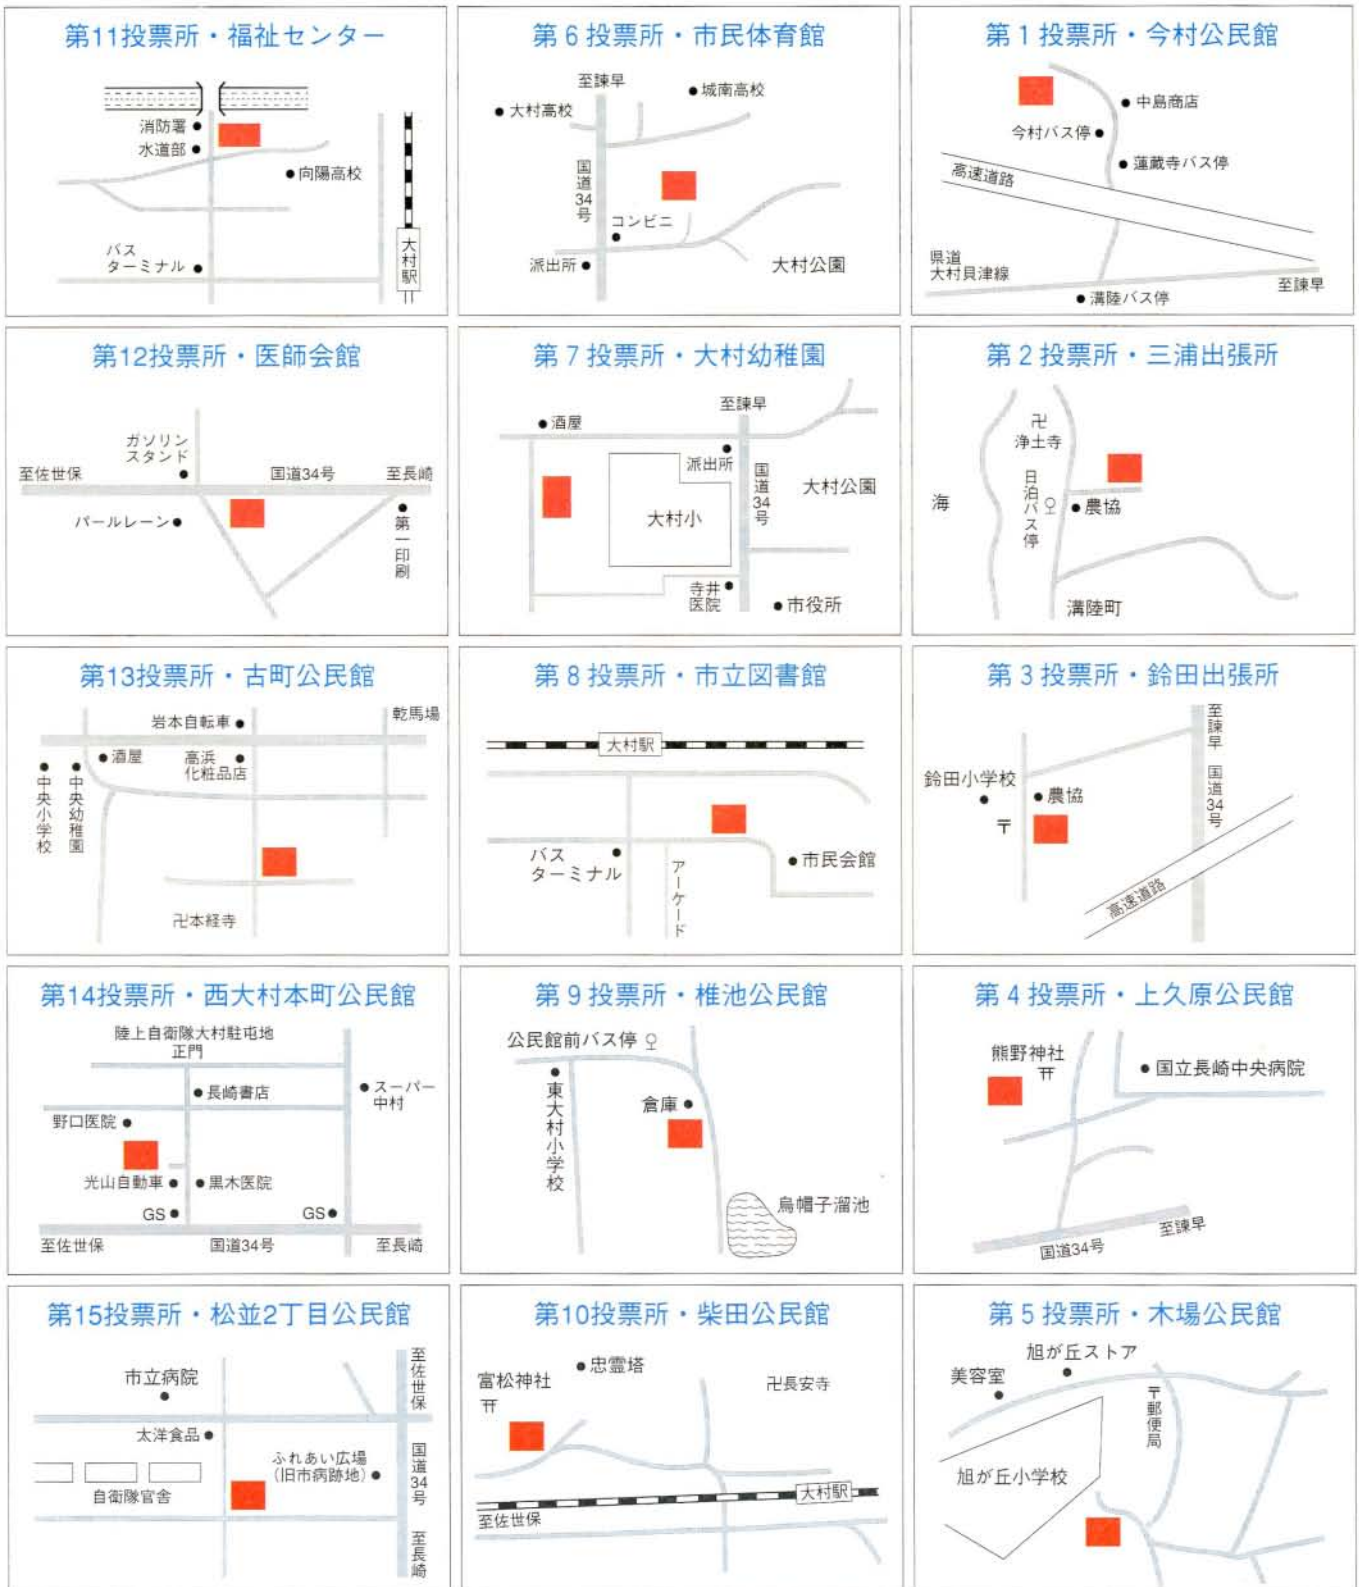 第1投票所・今村公民館
中島商店
今村バス停
蓮蔵寺バス停
高速道路
県道
大村貝津線
至諫早
溝陸バス停
第2投票所・三浦出張所
卍
浄土寺
海
日泊バス停
農協
溝陸町
第3投票所・鈴田出張所
至諫早
国道34号
鈴田小学校
農協
〒
高速道路
第4投票所・上久原公民館
熊野神社
国立長崎中央病院
至諫早
国道34号
第5投票所・木場公民館
旭が丘ストア
美容室
〒郵便局
旭が丘小学校
第6投票所・市民体育館
至諫早
城南高校
大村高校
国道34号
コンビニ
派出所
大村公園
第7投票所・大村幼稚園
至諫早
酒屋
派出所
国道34号
大村公園
大村小
寺井
医院
市役所
第8投票所・市立図書館
大村駅
バス
ターミナル
アーケード
市民会館
第9投票所・椎池公民館
公民館前バス停
東大村小学校
倉庫
烏帽子溜池
第10投票所・柴田公民館
忠霊塔
富松神社
卍長安寺
大村駅
至佐世保
第11投票所・福祉センター
消防署
水道部
向陽高校
バス
ターミナル
大村駅
第12投票所・医師会館
ガソリン
スタンド
至佐世保
国道34号
至長崎
パールレーン
第一印刷
第13投票所・古町公民館
岩本自転車
乾馬場
酒屋
高浜
化粧品店
中央小学校
中央幼稚園
卍本経寺
第14投票所・西大村本町公民館
陸上自衛隊大村駐屯地
正門
長崎書店
スーパー
中村
野口医院
光山自動車
黒木医院
GS
GS
至佐世保
国道34号
至長崎
第15投票所・松並2丁目公民館
至佐世保
市立病院
太洋食品
ふれあい広場
(旧市病跡地)
国道34号
自衛隊官舎
至長崎